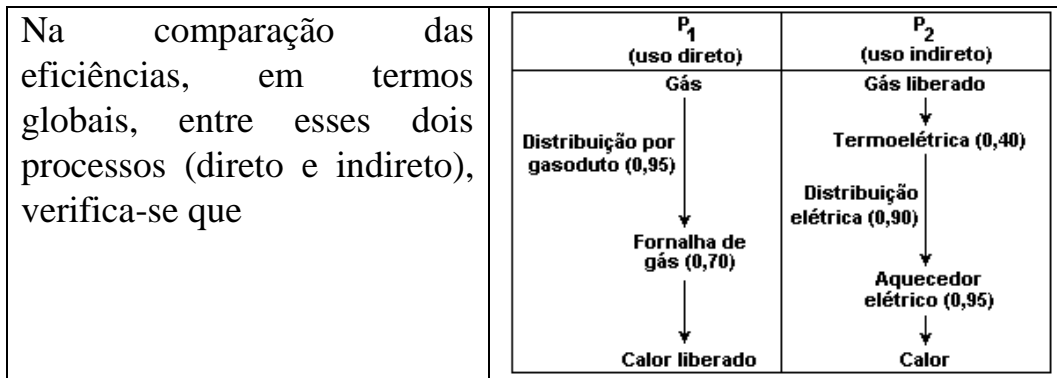 Na comparação das
eficiências, em termos
globais, entre esses dois
processos (direto e indireto),
verifica-se que
P1
(uso direto)
Gás
Distribuição por
gasoduto (0,95)
Fornalha de
gás (0,70)
Calor liberado
P2
(uso indireto)
Gás liberado
Termoelétrica (0,40)
Distribuição
elétrica (0,90)
Aquecedor
elétrico (0,95)
Calor